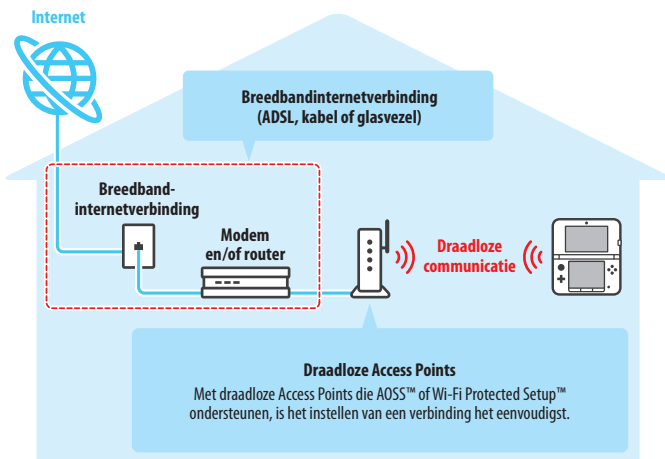 Internet
Breedbandinternetverbinding
(ADSL, kabel of glasvezel)
Breedband-
internetverbinding
Modem
en/of router
Draadloze
communicatie
Draadloze Access Points
Met draadloze Access Points die AOSS™ of Wi-Fi Protected Setup™
ondersteunen, is het instellen van een verbinding het eenvoudigst.